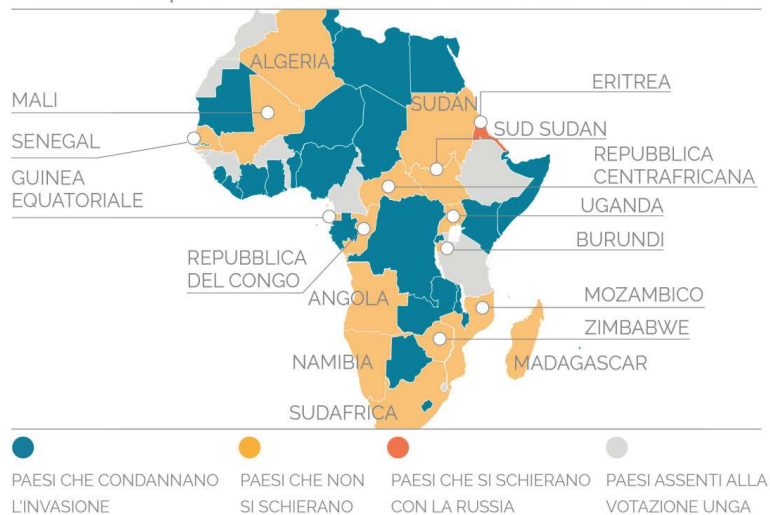 ALGERIA
MALI
SENEGAL
GUINEA
EQUATORIALE
REPUBBLICA
DEL CONGO
ANGOLA
NAMIBIA
SUDAFRICA
SUDAN
ERITREA
SUD SUDAN
REPUBBLICA
CENTRAFRICANA
UGANDA
BURUNDI
MOZAMBICO
ZIMBABWE
MADAGASCAR
PAESI CHE CONDANNANO
L'INVASIONE
PAESI CHE NON
SI SCHIERANO
PAESI CHE SI SCHIERANO
CON LA RUSSIA
PAESI ASSENTI ALLA
VOTAZIONE UNGA